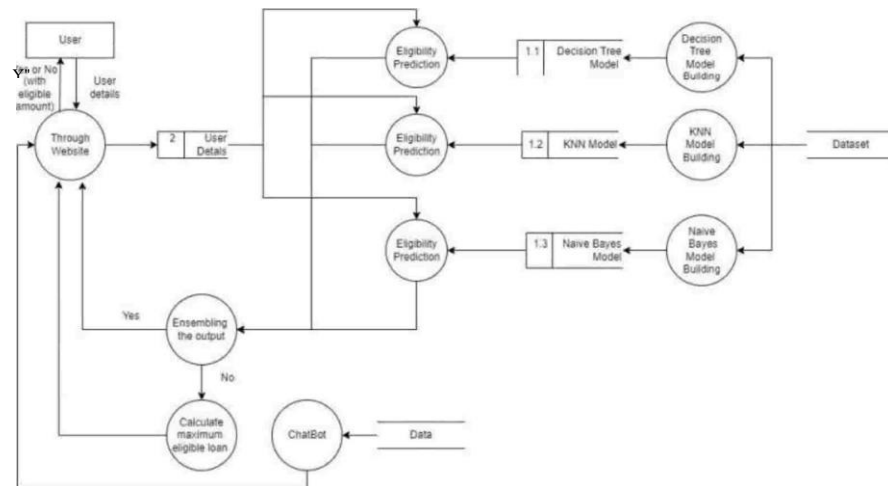 User
(with
eligible
amount)
User
details
Through
Website
2
User
Detals
Eligibility
Prediction
1.1
Decision Tree
Model
Decision
Tree
Model
Building
Eligibility
Prediction
1.2
KNN Model
KNN
Model
Building
Dataset
Eligibility
Prediction
1.3
Naive Bayes
Model
Naive
Bayes
Model
Building
Yes
Ensembling
the output
No
Calculate
maximum
eligible loan
ChatBot
Data